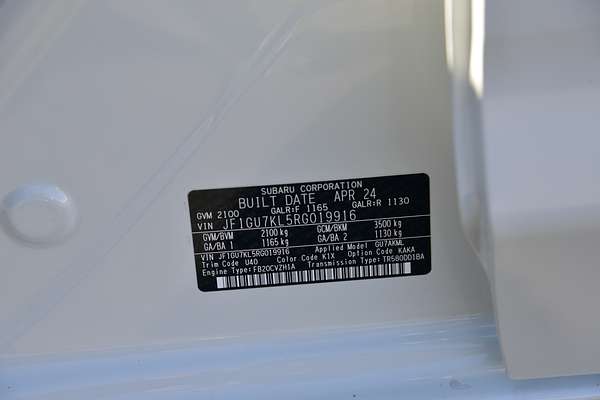 SUBARU CORPORATION
BUILT DATE APR 24
GVM 2100 GALR:F 1165 GALR:R 1130
VIN JF1GU7KL5RG019916
GVM/BVM 2100 kg GCM/BKM 3500 kg
GA/BA 1 1165 kg GA/BA 2 1130 kg
VIN JF1GU7KL5RG019916 Applied Model GU7AKML
Trim Code U40 Color Code K1X Option Code KAKA
Engine Type: FB20CVZH1A Transmission Type: TR580DD1BA